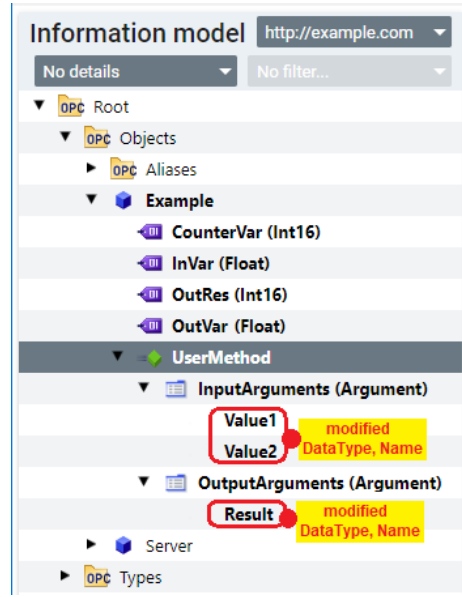 Information model http://example.com
No details No filter...
OPC Root
OPC Objects
OPC Aliases
Example
CounterVar (Int16)
InVar (Float)
OutRes (Int16)
OutVar (Float)
UserMethod
InputArguments (Argument)
Value1
Value2
modified
DataType, Name
OutputArguments (Argument)
Result
modified
DataType, Name
Server
OPC Types